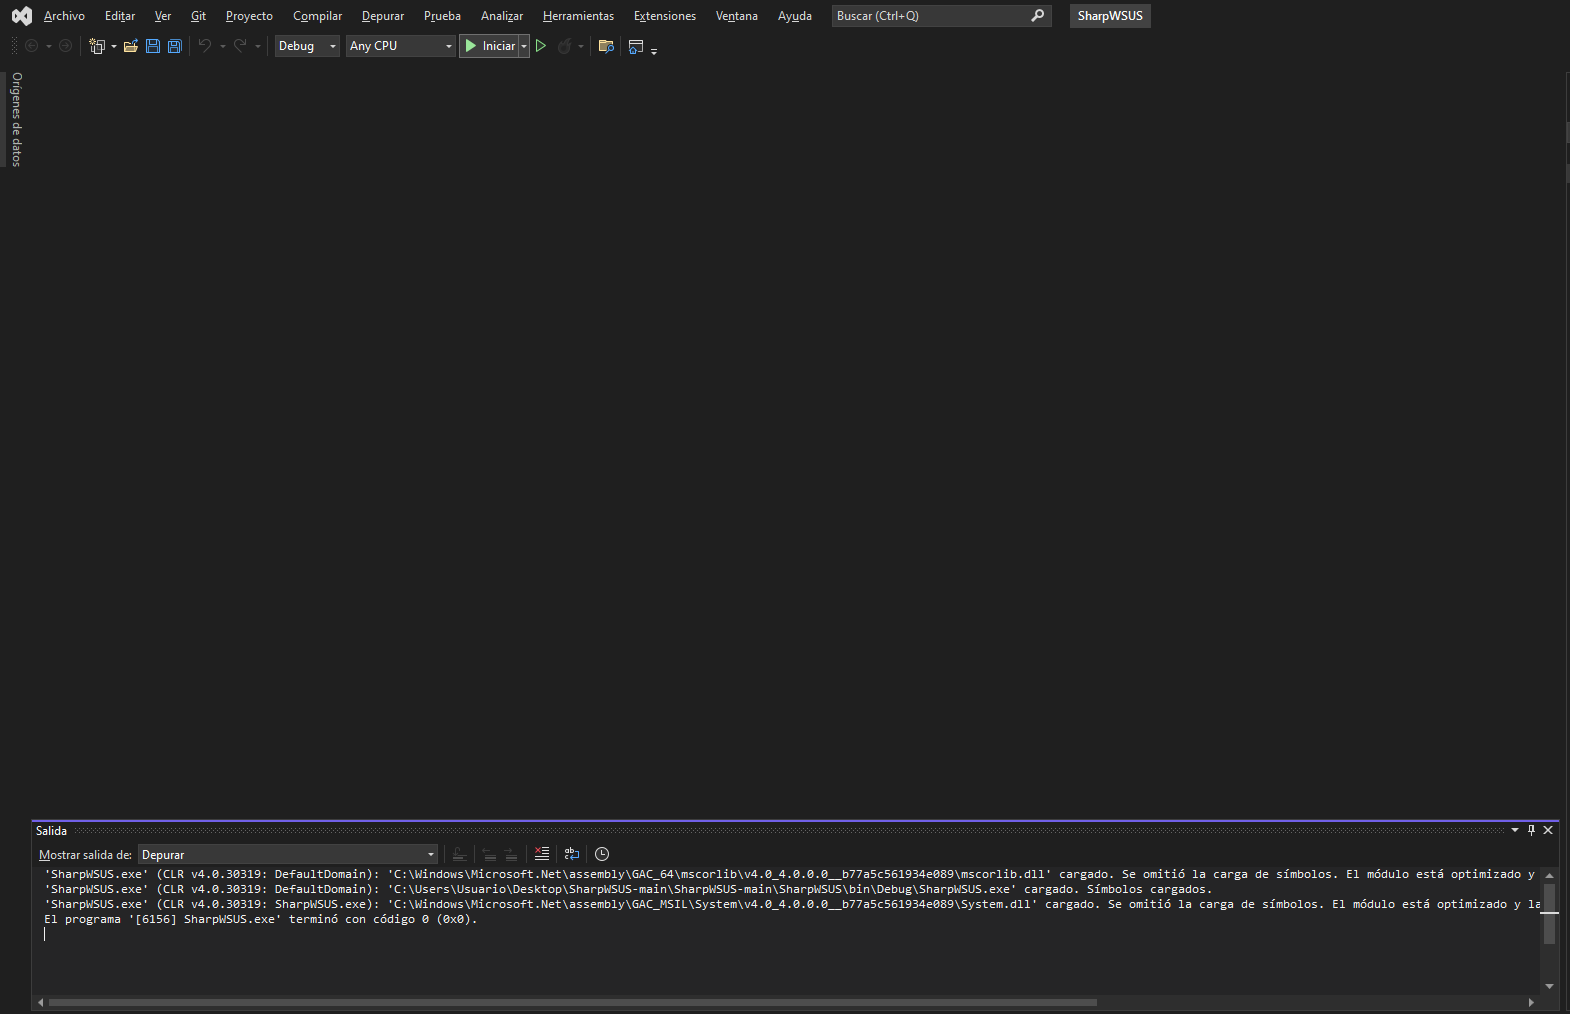 Archivo Editar Ver Git Proyecto Compilar Depurar Prueba Analizar Herramientas Extensiones Ventana Ayuda Buscar (Ctrl+Q) SharpWSUS
Debug Any CPU Iniciar
Orígenes de datos
Salida
Mostrar salida de: Depurar
'SharpWSUS.exe' (CLR v4.0.30319: DefaultDomain): 'C:\Windows\Microsoft.Net\assembly\GAC_64\mscorlib\v4.0_4.0.0.0__b77a5c561934e089\mscorlib.dll' cargado. Se omitió la carga de símbolos. El módulo está optimizado y
'SharpWSUS.exe' (CLR v4.0.30319: DefaultDomain): 'C:\Users\Usuario\Desktop\SharpWSUS-main\SharpWSUS-main\SharpWSUS\bin\Debug\SharpWSUS.exe' cargado. Símbolos cargados.
'SharpWSUS.exe' (CLR v4.0.30319: SharpWSUS.exe): 'C:\Windows\Microsoft.Net\assembly\GAC_MSIL\System\v4.0_4.0.0.0__b77a5c561934e089\System.dll' cargado. Se omitió la carga de símbolos. El módulo está optimizado y la
El programa '[6156] SharpWSUS.exe' terminó con código 0 (0x0).